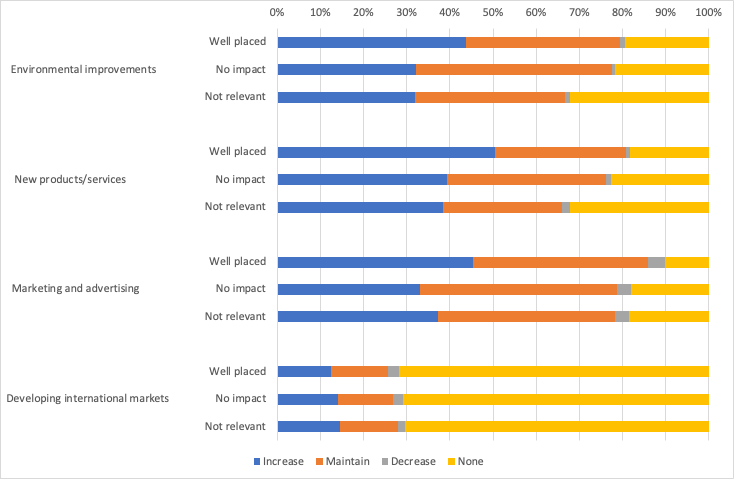 0% 10% 20% 30% 40% 50% 60% 70% 80% 90% 100%
Well placed
Environmental improvements No impact
Not relevant
Well placed
New products/services No impact
Not relevant
Well placed
Marketing and advertising No impact
Not relevant
Well placed
Developing international markets No impact
Not relevant
Increase Maintain Decrease None